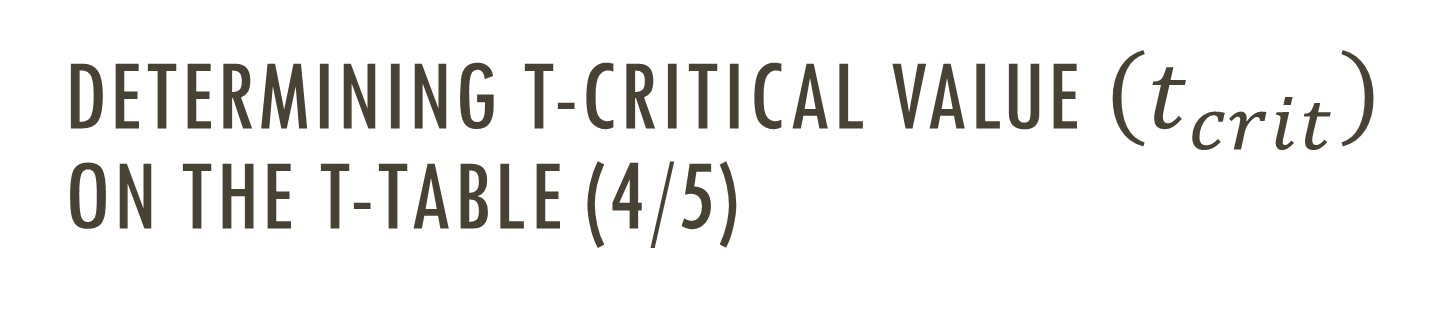 DETERMINING T-CRITICAL VALUE (t_crit)
ON THE T-TABLE (4/5)